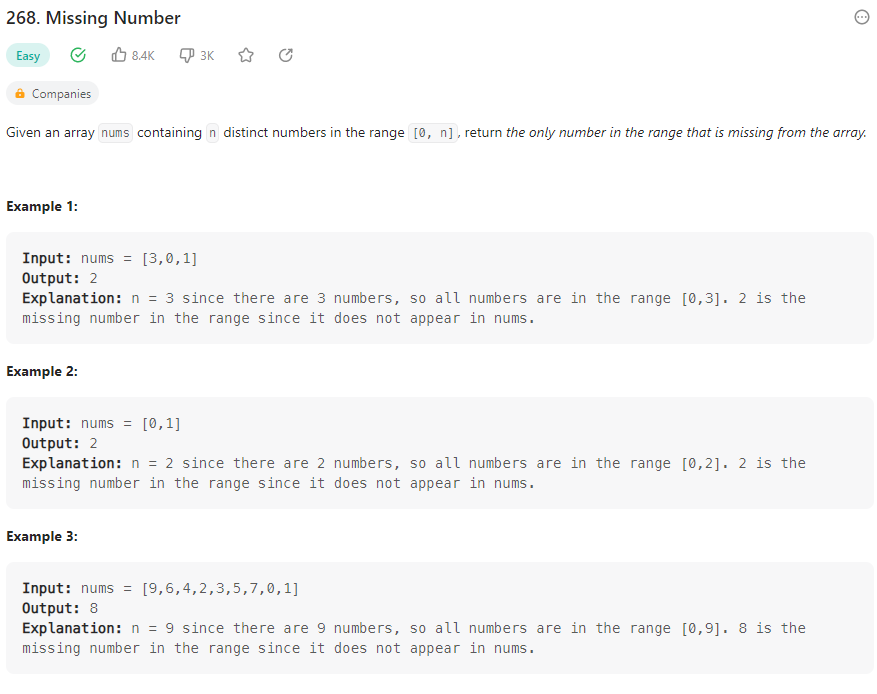 268. Missing Number
Easy 8.4K 3K
Companies
Given an array nums containing n distinct numbers in the range [0, n], return the only number in the range that is missing from the array.
Example 1:
Input: nums = [3,0,1]
Output: 2
Explanation: n = 3 since there are 3 numbers, so all numbers are in the range [0,3]. 2 is the
missing number in the range since it does not appear in nums.
Example 2:
Input: nums = [0,1]
Output: 2
Explanation: n = 2 since there are 2 numbers, so all numbers are in the range [0,2]. 2 is the
missing number in the range since it does not appear in nums.
Example 3:
Input: nums = [9,6,4,2,3,5,7,0,1]
Output: 8
Explanation: n = 9 since there are 9 numbers, so all numbers are in the range [0,9]. 8 is the
missing number in the range since it does not appear in nums.